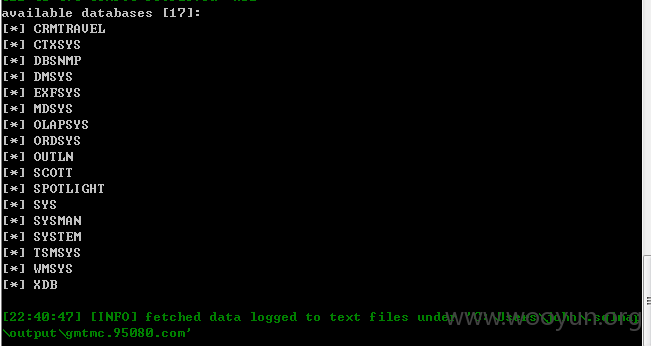 available databases [17]:
[*] CRMTRAVEL
[*] CTXSYS
[*] DBSNMP
[*] DMSYS
[*] EXFSYS
[*] MDSYS
[*] OLAPSYS
[*] ORDSYS
[*] OUTLN
[*] SCOTT
[*] SPOTLIGHT
[*] SYS
[*] SYSMAN
[*] SYSTEM
[*] TSMSYS
[*] WMSYS
[*] XDB
[22:40:47] [INFO] fetched data logged to text files under
\output\gmtmc.95080.com'
www.wooyun.org